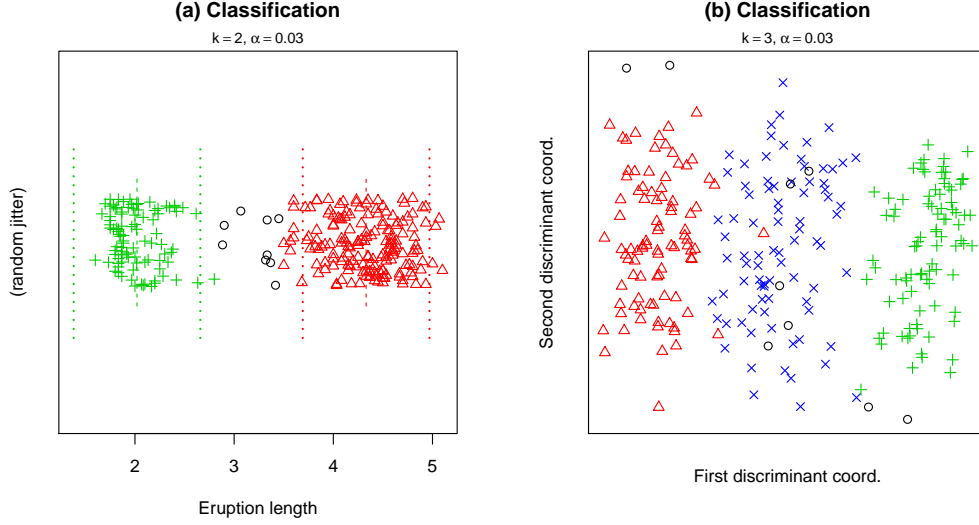 (a) Classification
k = 2, α = 0.03
(random jitter)
2 3 4 5
Eruption length
(b) Classification
k = 3, α = 0.03
Second discriminant coord.
First discriminant coord.